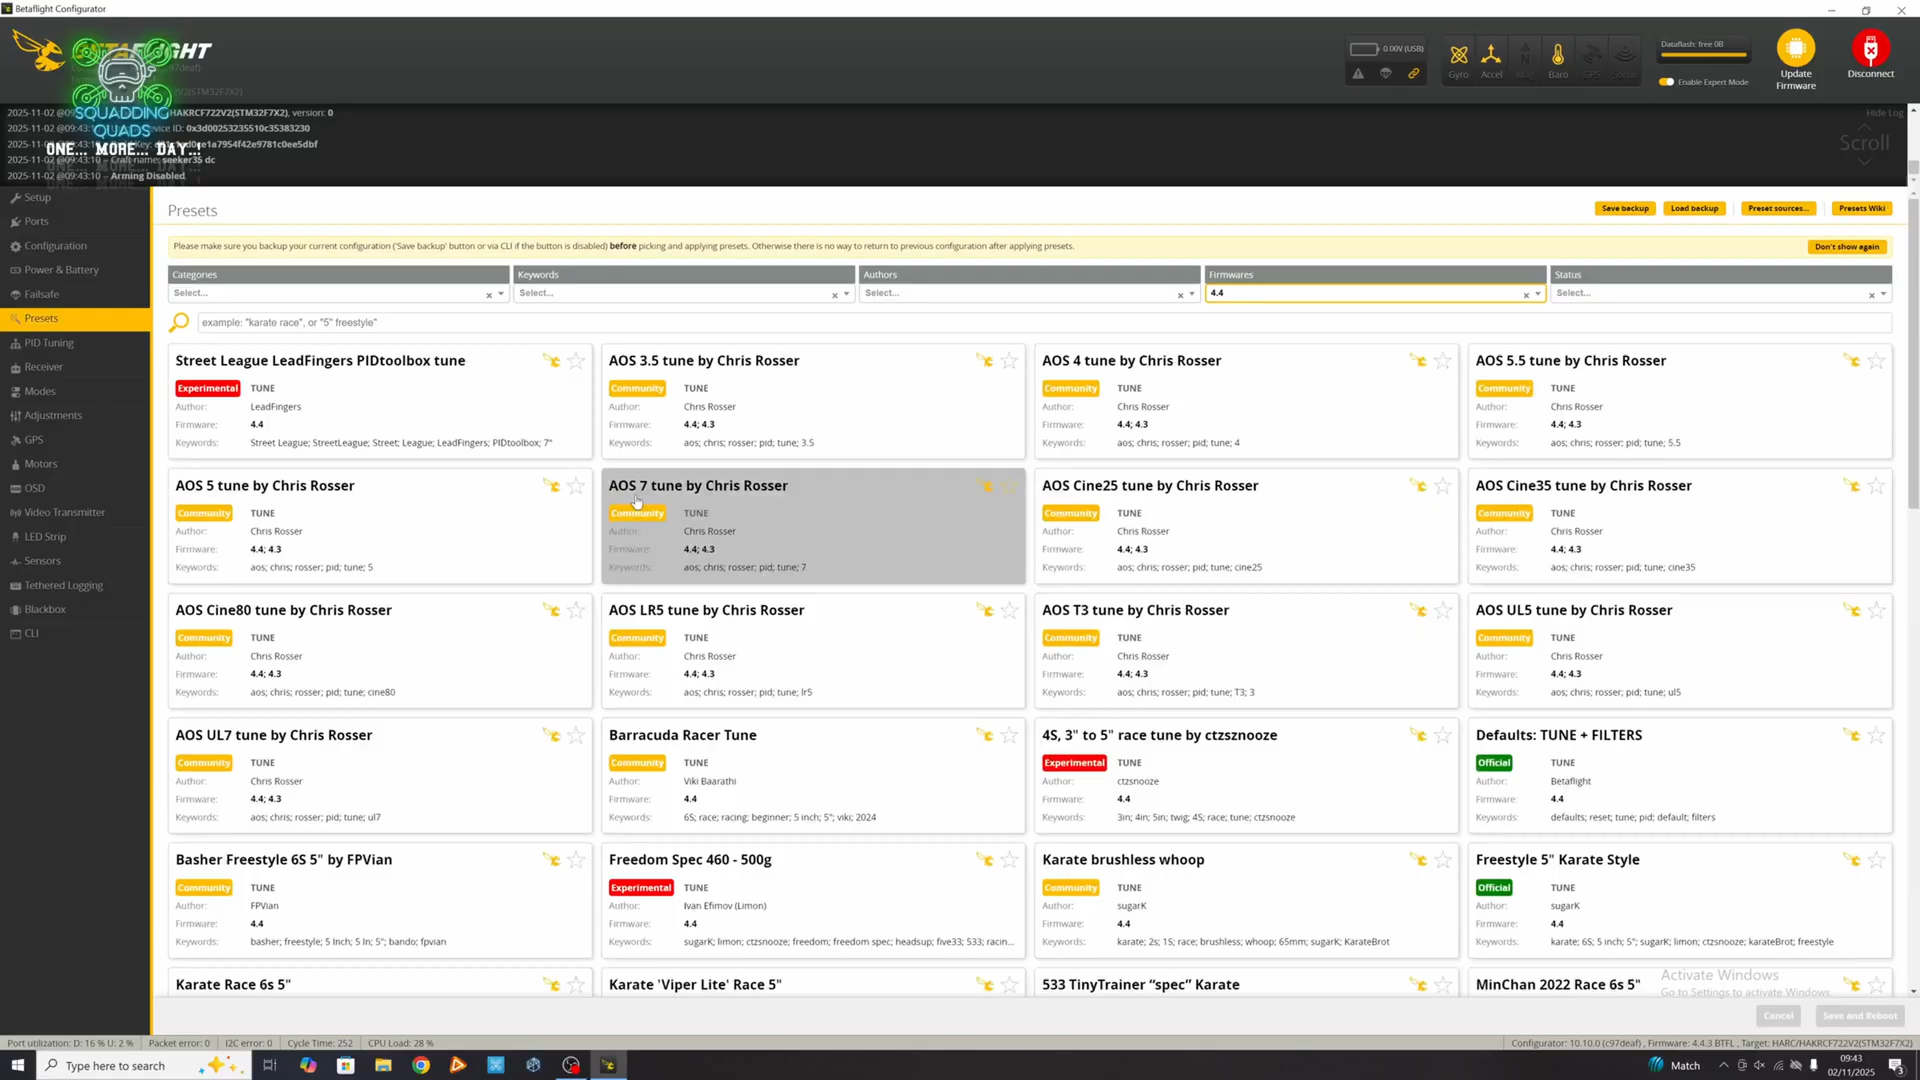 Betaflight Configurator
SQUADDING
QUADS
ONE... MORE... DAY..!
0.00V (USB)
Gyro
Accel
Baro
GPS
Sonar
Dataflash: free 0B
Enable Expert Mode
Update
Firmware
Disconnect
Hide Log
Scroll
HAKRCF722V2(STM32F7X2), version: 0
Device ID: 0x3d00253235510c35383230
2025-11-02 @09:43:10 -- Craft name: seeker35 dc
2025-11-02 @09:43:10 -- Arming Disabled
Setup
Ports
Configuration
Power & Battery
Failsafe
Presets
PID Tuning
Receiver
Modes
Adjustments
GPS
Motors
OSD
Video Transmitter
LED Strip
Sensors
Tethered Logging
Blackbox
CLI
Presets
Save backup
Load backup
Preset sources...
Presets Wiki
Please make sure you backup your current configuration ('Save backup' button or via CLI if the button is disabled) before picking and applying presets. Otherwise there is no way to return to previous configuration after applying presets.
Don't show again
Categories
Keywords
Authors
Firmwares
Status
Select...
Select...
Select...
4.4
Select...
example: "karate race", or "5" freestyle"
Street League LeadFingers PIDtoolbox tune
Experimental TUNE
Author: LeadFingers
Firmware: 4.4
Keywords: Street League; StreetLeague; Street; League; LeadFingers; PIDtoolbox; 7"
AOS 3.5 tune by Chris Rosser
Community TUNE
Author: Chris Rosser
Firmware: 4.4; 4.3
Keywords: aos; chris; rosser; pid; tune; 3.5
AOS 4 tune by Chris Rosser
Community TUNE
Author: Chris Rosser
Firmware: 4.4; 4.3
Keywords: aos; chris; rosser; pid; tune; 4
AOS 5.5 tune by Chris Rosser
Community TUNE
Author: Chris Rosser
Firmware: 4.4; 4.3
Keywords: aos; chris; rosser; pid; tune; 5.5
AOS 5 tune by Chris Rosser
Community TUNE
Author: Chris Rosser
Firmware: 4.4; 4.3
Keywords: aos; chris; rosser; pid; tune; 5
AOS 7 tune by Chris Rosser
Community TUNE
Author: Chris Rosser
Firmware: 4.4; 4.3
Keywords: aos; chris; rosser; pid; tune; 7
AOS Cine25 tune by Chris Rosser
Community TUNE
Author: Chris Rosser
Firmware: 4.4; 4.3
Keywords: aos; chris; rosser; pid; tune; cine25
AOS Cine35 tune by Chris Rosser
Community TUNE
Author: Chris Rosser
Firmware: 4.4; 4.3
Keywords: aos; chris; rosser; pid; tune; cine35
AOS Cine80 tune by Chris Rosser
Community TUNE
Author: Chris Rosser
Firmware: 4.4; 4.3
Keywords: aos; chris; rosser; pid; tune; cine80
AOS LR5 tune by Chris Rosser
Community TUNE
Author: Chris Rosser
Firmware: 4.4; 4.3
Keywords: aos; chris; rosser; pid; tune; lr5
AOS T3 tune by Chris Rosser
Community TUNE
Author: Chris Rosser
Firmware: 4.4; 4.3
Keywords: aos; chris; rosser; pid; tune; T3; 3
AOS UL5 tune by Chris Rosser
Community TUNE
Author: Chris Rosser
Firmware: 4.4; 4.3
Keywords: aos; chris; rosser; pid; tune; ul5
AOS UL7 tune by Chris Rosser
Community TUNE
Author: Chris Rosser
Firmware: 4.4; 4.3
Keywords: aos; chris; rosser; pid; tune; ul7
Barracuda Racer Tune
Community TUNE
Author: Viki Baarathi
Firmware: 4.4
Keywords: 6S; race; racing; beginner; 5 inch; 5"; viki; 2024
4S, 3" to 5" race tune by ctzsnooze
Experimental TUNE
Author: ctzsnooze
Firmware: 4.4
Keywords: 3in; 4in; 5in; twig; 4S; race; tune; ctzsnooze
Defaults: TUNE + FILTERS
Official TUNE
Author: Betaflight
Firmware: 4.4
Keywords: defaults; reset; tune; pid; default; filters
Basher Freestyle 6S 5" by FPVian
Community TUNE
Author: FPVian
Firmware: 4.4
Keywords: basher; freestyle; 5 Inch; 5 In; 5"; bando; fpvian
Freedom Spec 460 - 500g
Experimental TUNE
Author: Ivan Efimov (Limon)
Firmware: 4.4
Keywords: sugarK; limon; ctzsnooze; freedom; freedom spec; headsup; five33; 533; racin...
Karate brushless whoop
Community TUNE
Author: sugarK
Firmware: 4.4
Keywords: karate; 2s; 1S; race; brushless; whoop; 65mm; sugarK; KarateBrot
Freestyle 5" Karate Style
Official TUNE
Author: sugarK
Firmware: 4.4
Keywords: karate; 6S; 5 inch; 5"; sugarK; limon; ctzsnooze; karateBrot; freestyle
Karate Race 6s 5"
Karate 'Viper Lite' Race 5"
533 TinyTrainer “spec” Karate
MinChan 2022 Race 6s 5"
Activate Windows
Go to Settings to activate Windows.
Cancel
Save and Reboot
Port utilization: D: 16 % U: 2 %
Packet error: 0
I2C error: 0
Cycle Time: 252
CPU Load: 28 %
Configurator: 10.10.0 (c97deaf), Firmware: 4.4.3 BTFL, Target: HARC/HAKRCF722V2(STM32F7X2)
Type here to search
Match
09:43
02/11/2025
3